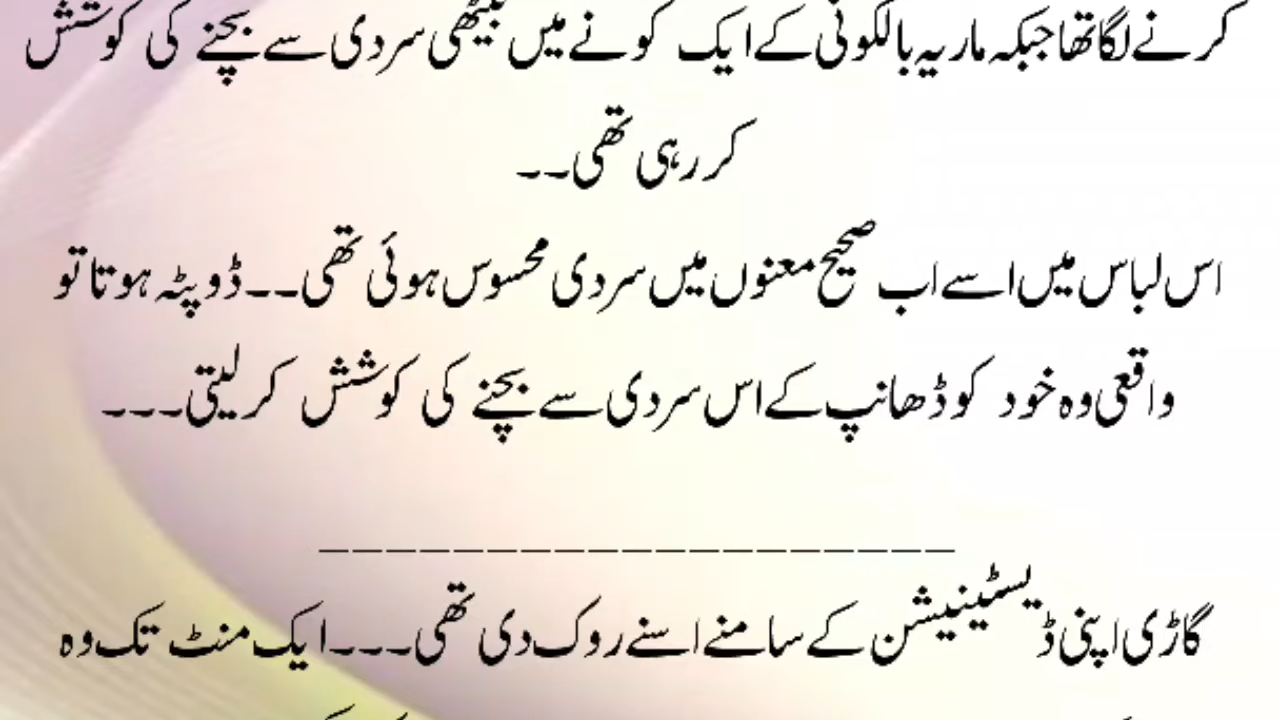 کرنے لگا تھا جبکہ ماریہ بالکونی کے ایک کونے میں بیٹھی سردی سے بچنے کی کوشش
کر رہی تھی۔۔
اس لباس میں اسے اب صحیح معنوں میں سردی محسوس ہوئی تھی۔۔ڈوپٹہ ہوتا تو
واقعی وہ خود کو ڈھانپ کے اس سردی سے بچنے کی کوشش کر لیتی۔۔۔
____________________
گاڑی اپنی ڈیسٹینیشن کے سامنے اسنے روک دی تھی۔۔۔ایک منٹ تک وہ